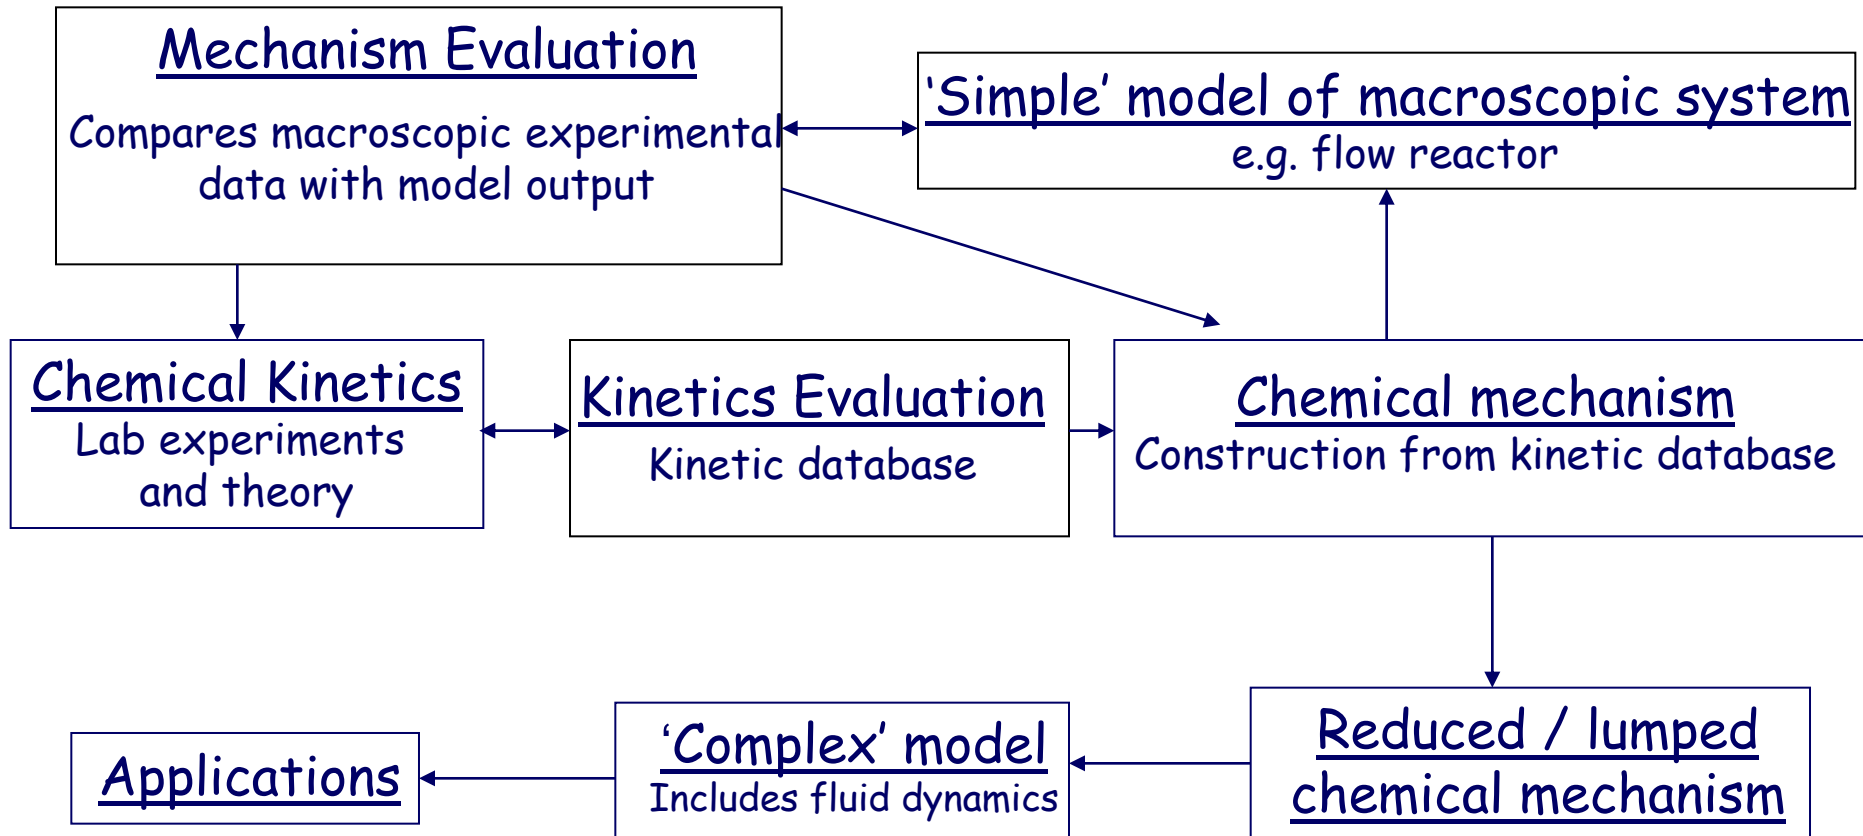 Mechanism Evaluation
Compares macroscopic experimental
data with model output
‘Simple’ model of macroscopic system
e.g. flow reactor
Chemical Kinetics
Lab experiments
and theory
Kinetics Evaluation
Kinetic database
Chemical mechanism
Construction from kinetic database
Applications
‘Complex’ model
Includes fluid dynamics
Reduced / lumped
chemical mechanism